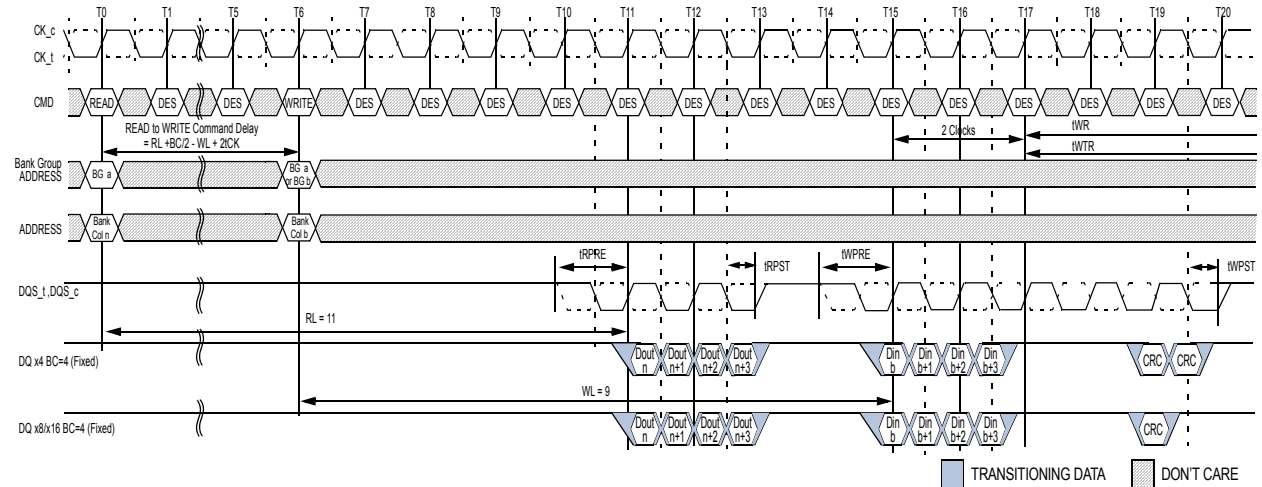 T0 T1 T5 T6 T7 T8 T9 T10 T11 T12 T13 T14 T15 T16 T17 T18 T19 T20
CK_c
CK_t
CMD READ DES DES WRITE DES DES DES DES DES DES DES DES DES DES DES DES DES DES
READ to WRITE Command Delay
= RL +BC/2 - WL + 2tCK
2 Clocks
tWR
tWTR
Bank Group
ADDRESS
BG a
BG a
or BG b
ADDRESS
Bank
Col n
Bank
Col b
tRPRE
tRPST
tWPRE
tWPST
DQS_t ,DQS_c
RL = 11
DQ x4 BC=4 (Fixed)
Dout Dout Dout Dout Din Din Din Din
n n+1 n+2 n+3 b b+1 b+2 b+3
CRC CRC
WL = 9
DQ x8/x16 BC=4 (Fixed)
Dout Dout Dout Dout Din Din Din Din
n n+1 n+2 n+3 b b+1 b+2 b+3
CRC
TRANSITIONING DATA
DON'T CARE